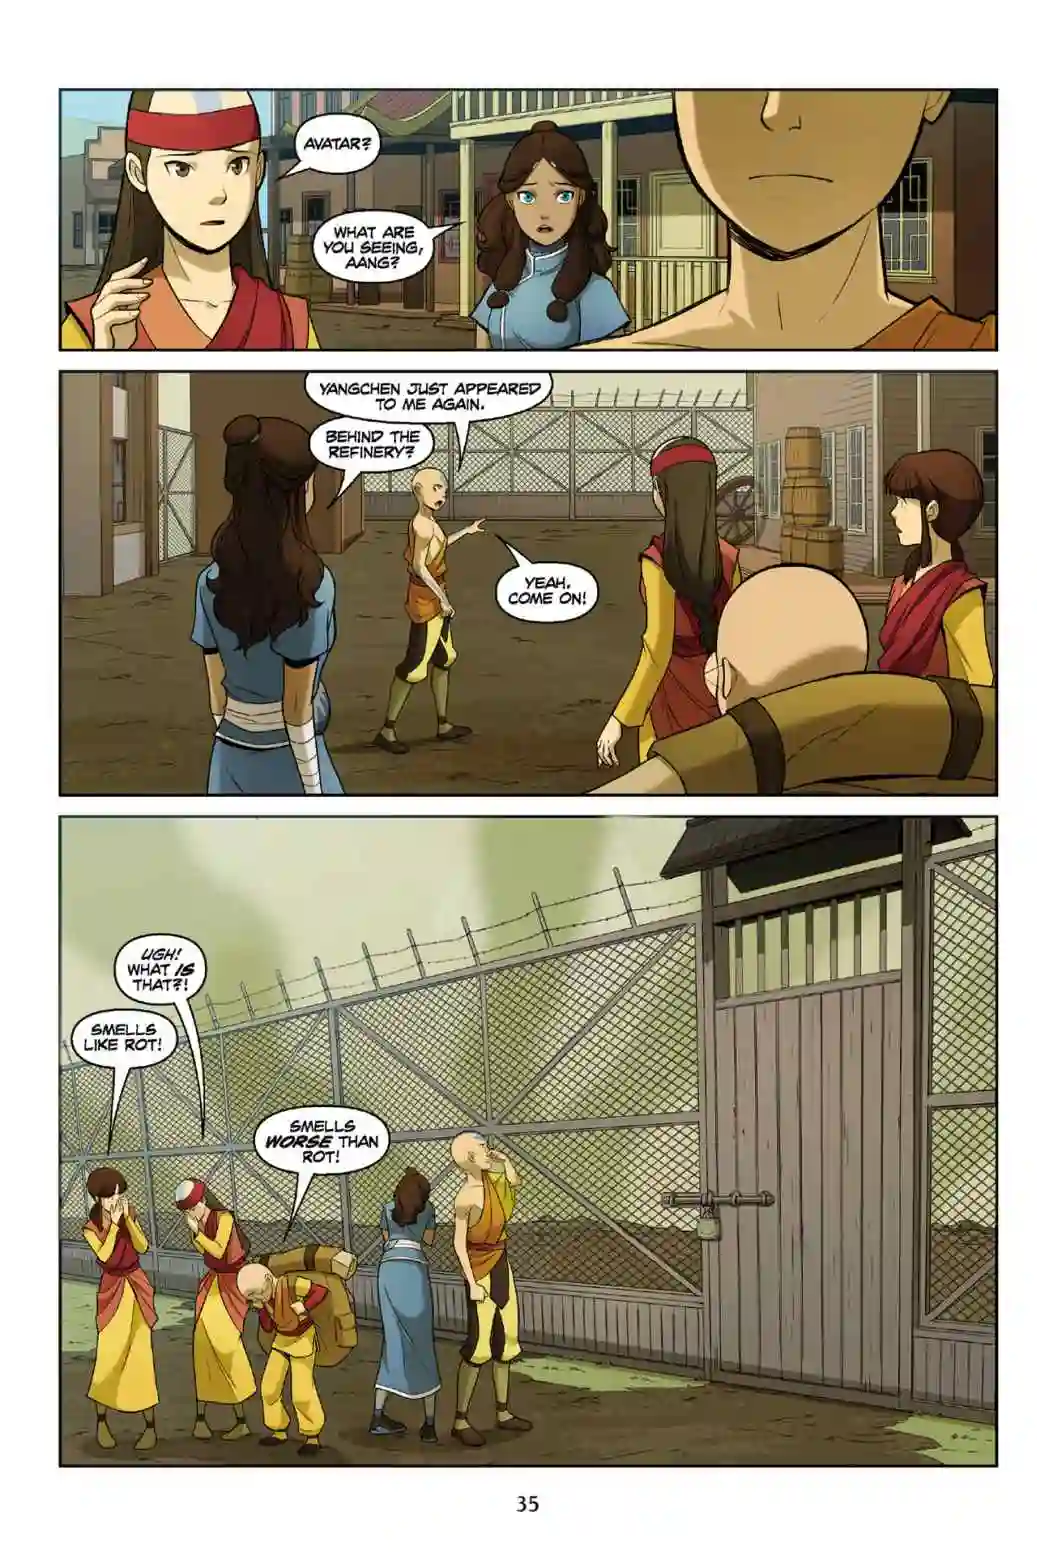 AVATAR?
WHAT ARE
YOU SEEING,
AANG?
YANGCHEN JUST APPEARED
TO ME AGAIN.
BEHIND THE
REFINERY?
YEAH.
COME ON!
UGH!
WHAT IS
THAT?!
SMELLS
LIKE ROT!
SMELLS
WORSE THAN
ROT!
35